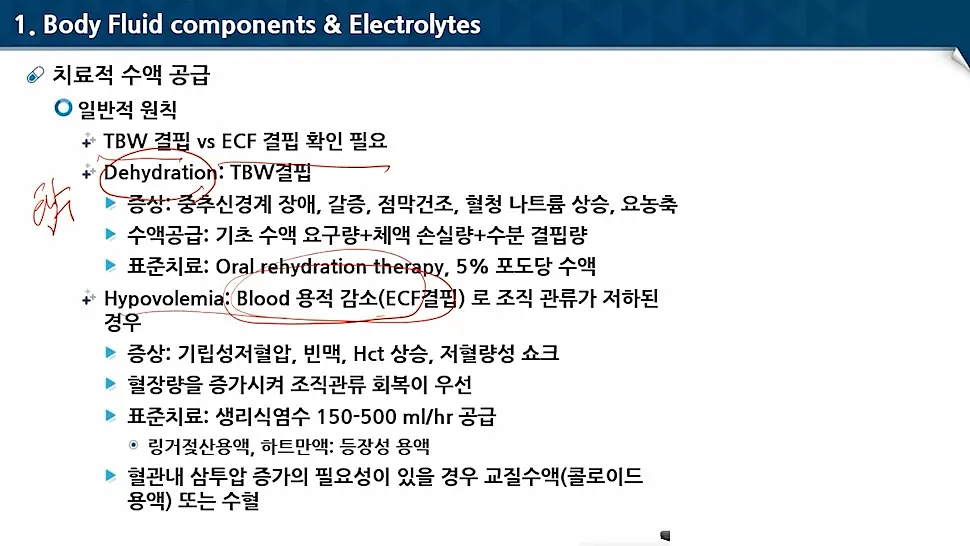 1. Body Fluid components & Electrolytes
치료적 수액 공급
일반적 원칙
TBW 결핍 vs ECF 결핍 확인 필요
Dehydration: TBW결핍
증상: 중추신경계 장애, 갈증, 점막건조, 혈청 나트륨 상승, 요농축
수액공급: 기초 수액 요구량+체액 손실량+수분 결핍량
표준치료: Oral rehydration therapy, 5% 포도당 수액
Hypovolemia: Blood 용적 감소(ECF결핍) 로 조직 관류가 저하된
경우
증상: 기립성저혈압, 빈맥, Hct 상승, 저혈량성 쇼크
혈장량을 증가시켜 조직관류 회복이 우선
표준치료: 생리식염수 150-500 ml/hr 공급
링거젖산용액, 하트만액: 등장성 용액
혈관내 삼투압 증가의 필요성이 있을 경우 교질수액(콜로이드
용액) 또는 수혈